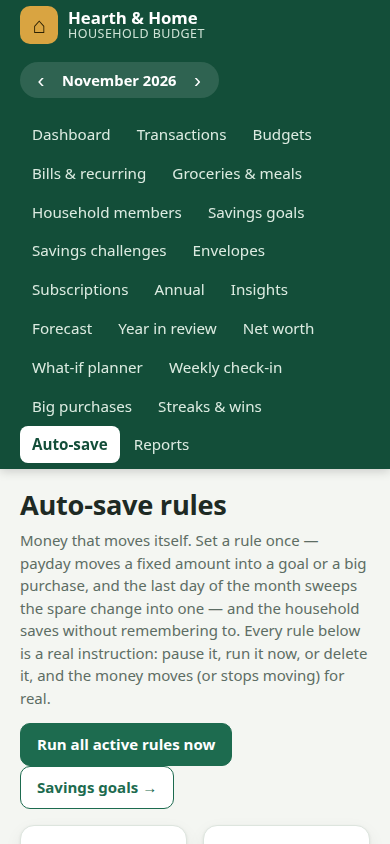 Hearth & Home
HOUSEHOLD BUDGET
‹ November 2026 ›
Dashboard Transactions Budgets
Bills & recurring Groceries & meals
Household members Savings goals
Savings challenges Envelopes
Subscriptions Annual Insights
Forecast Year in review Net worth
What-if planner Weekly check-in
Big purchases Streaks & wins
Auto-save Reports
Auto-save rules
Money that moves itself. Set a rule once —
payday moves a fixed amount into a goal or a big
purchase, and the last day of the month sweeps
the spare change into one — and the household
saves without remembering to. Every rule below
is a real instruction: pause it, run it now, or delete
it, and the money moves (or stops moving) for
real.
Run all active rules now
Savings goals →